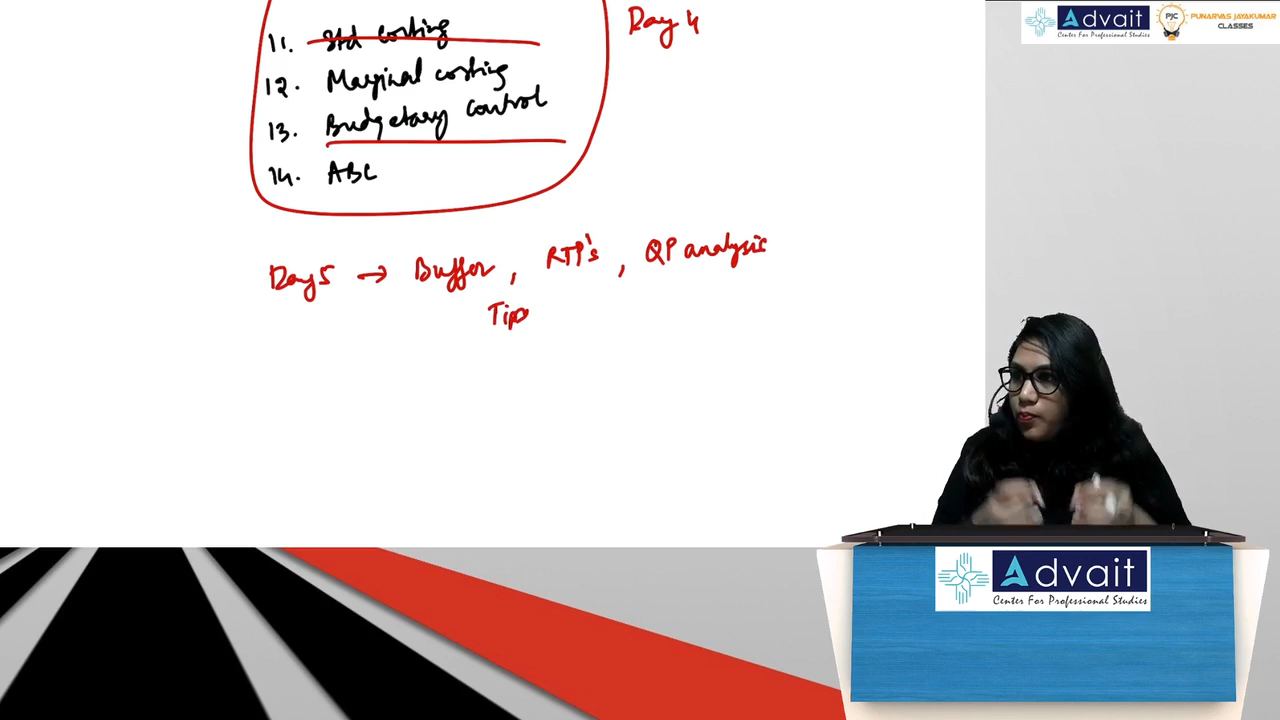 Advait
Center For Professional Studies
PJC
PUNARVAS JAYAKUMAR
CLASSES
Day 4
11. Std costing
12. Marginal costing
13. Budgetary control
14. ABC
Day 5 → Buffer, RTP's, QP analysis
Tips
Advait
Center For Professional Studies